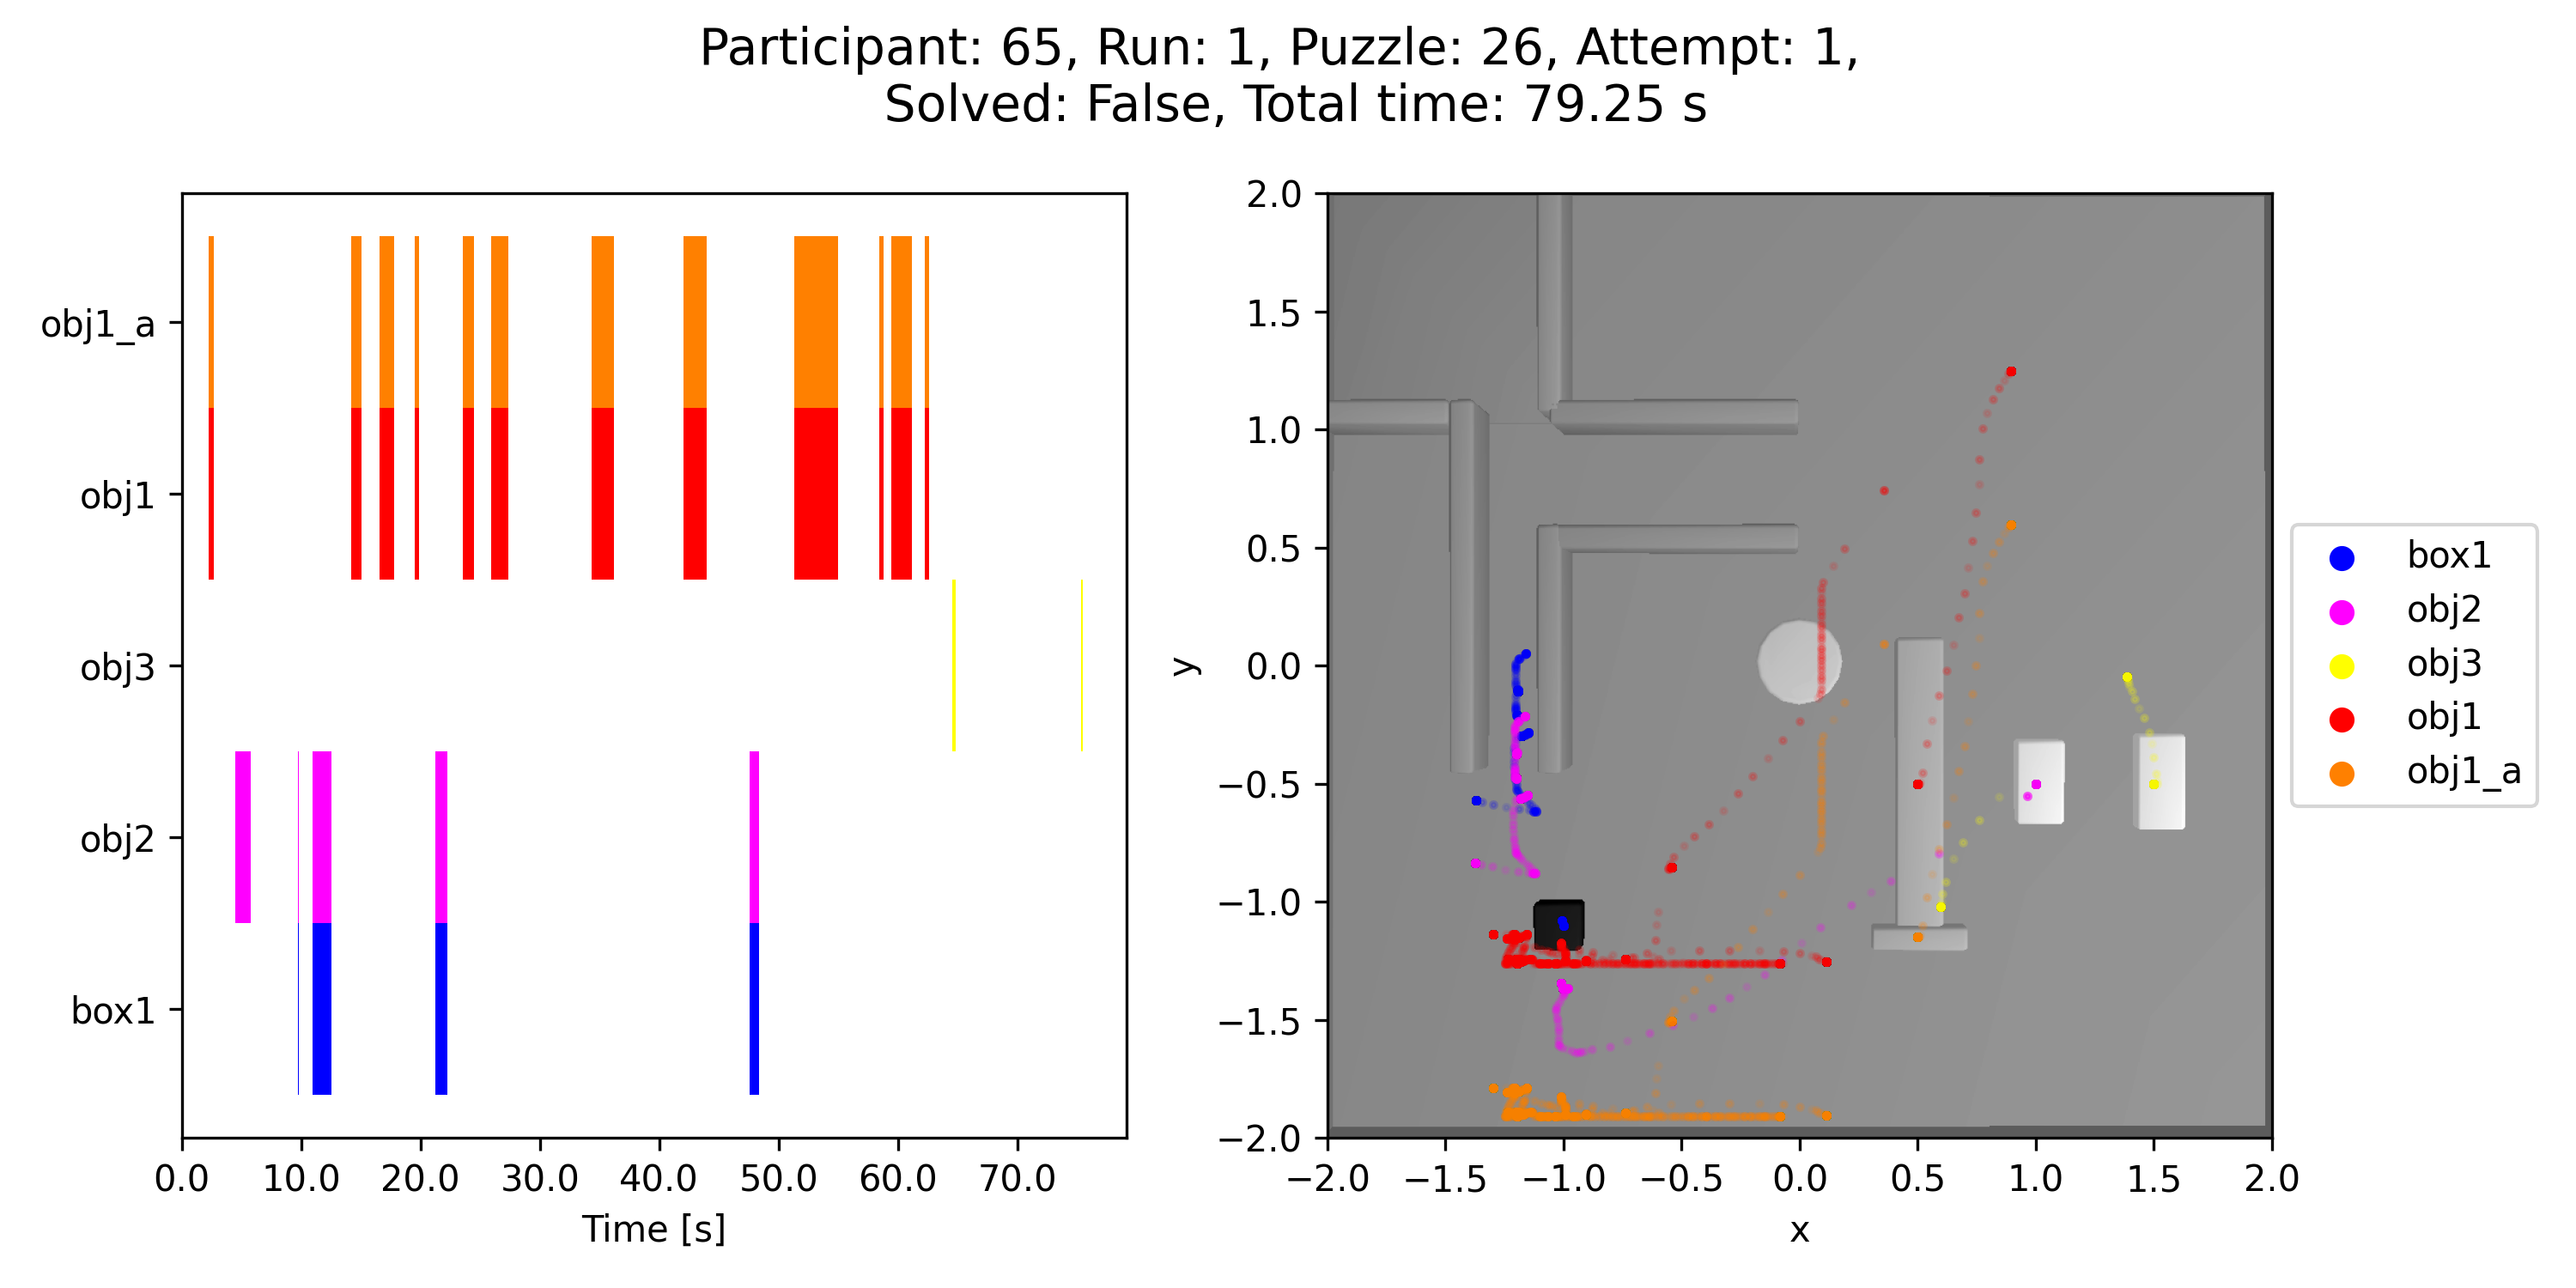 Participant: 65, Run: 1, Puzzle: 26, Attempt: 1,
Solved: False, Total time: 79.25 s
obj1_a
obj1
obj3
obj2
box1
0.0 10.0 20.0 30.0 40.0 50.0 60.0 70.0
Time [s]
2.0
1.5
1.0
0.5
0.0
−0.5
−1.0
−1.5
−2.0
y
−2.0 −1.5 −1.0 −0.5 0.0 0.5 1.0 1.5 2.0
x
box1
obj2
obj3
obj1
obj1_a